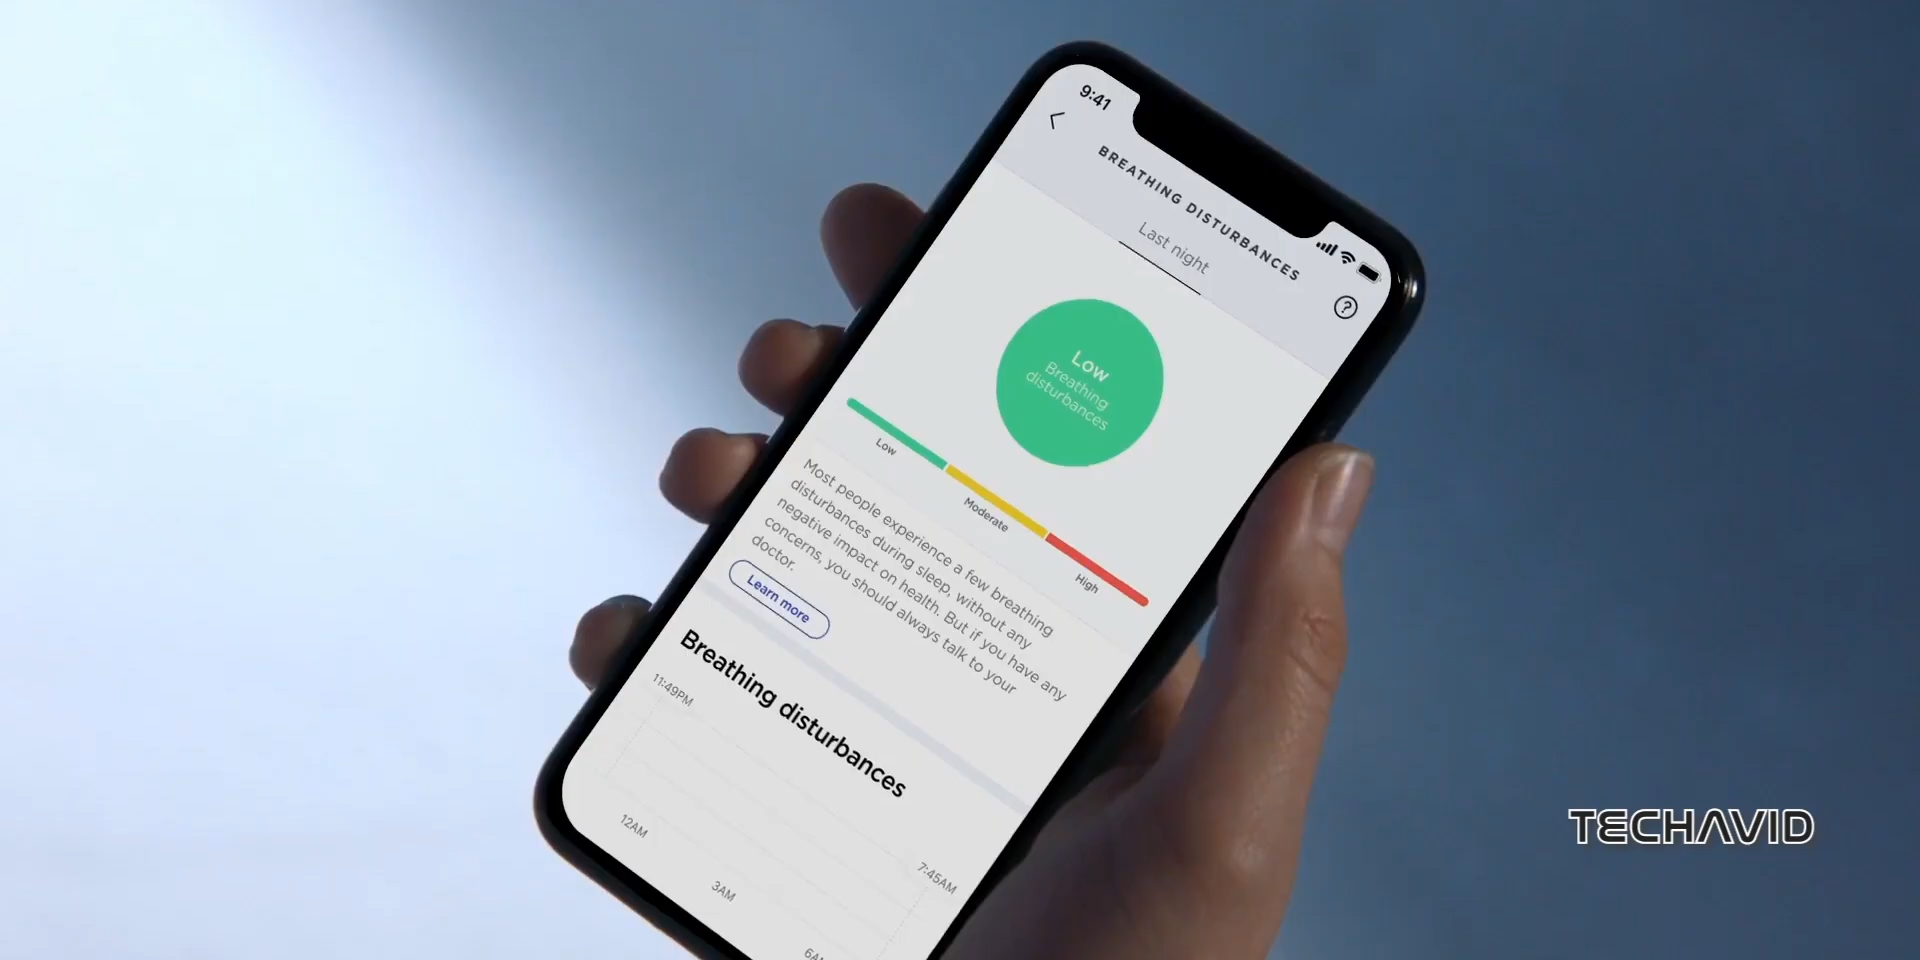 9:41
BREATHING DISTURBANCES
Last night
Low
Breathing
disturbances
Low
Moderate
High
Most people experience a few breathing
disturbances during sleep, without any
negative impact on health. But if you have any
concerns, you should always talk to your
doctor.
Learn more
Breathing disturbances
11:49PM
7:45AM
12AM
3AM
TECHAVID